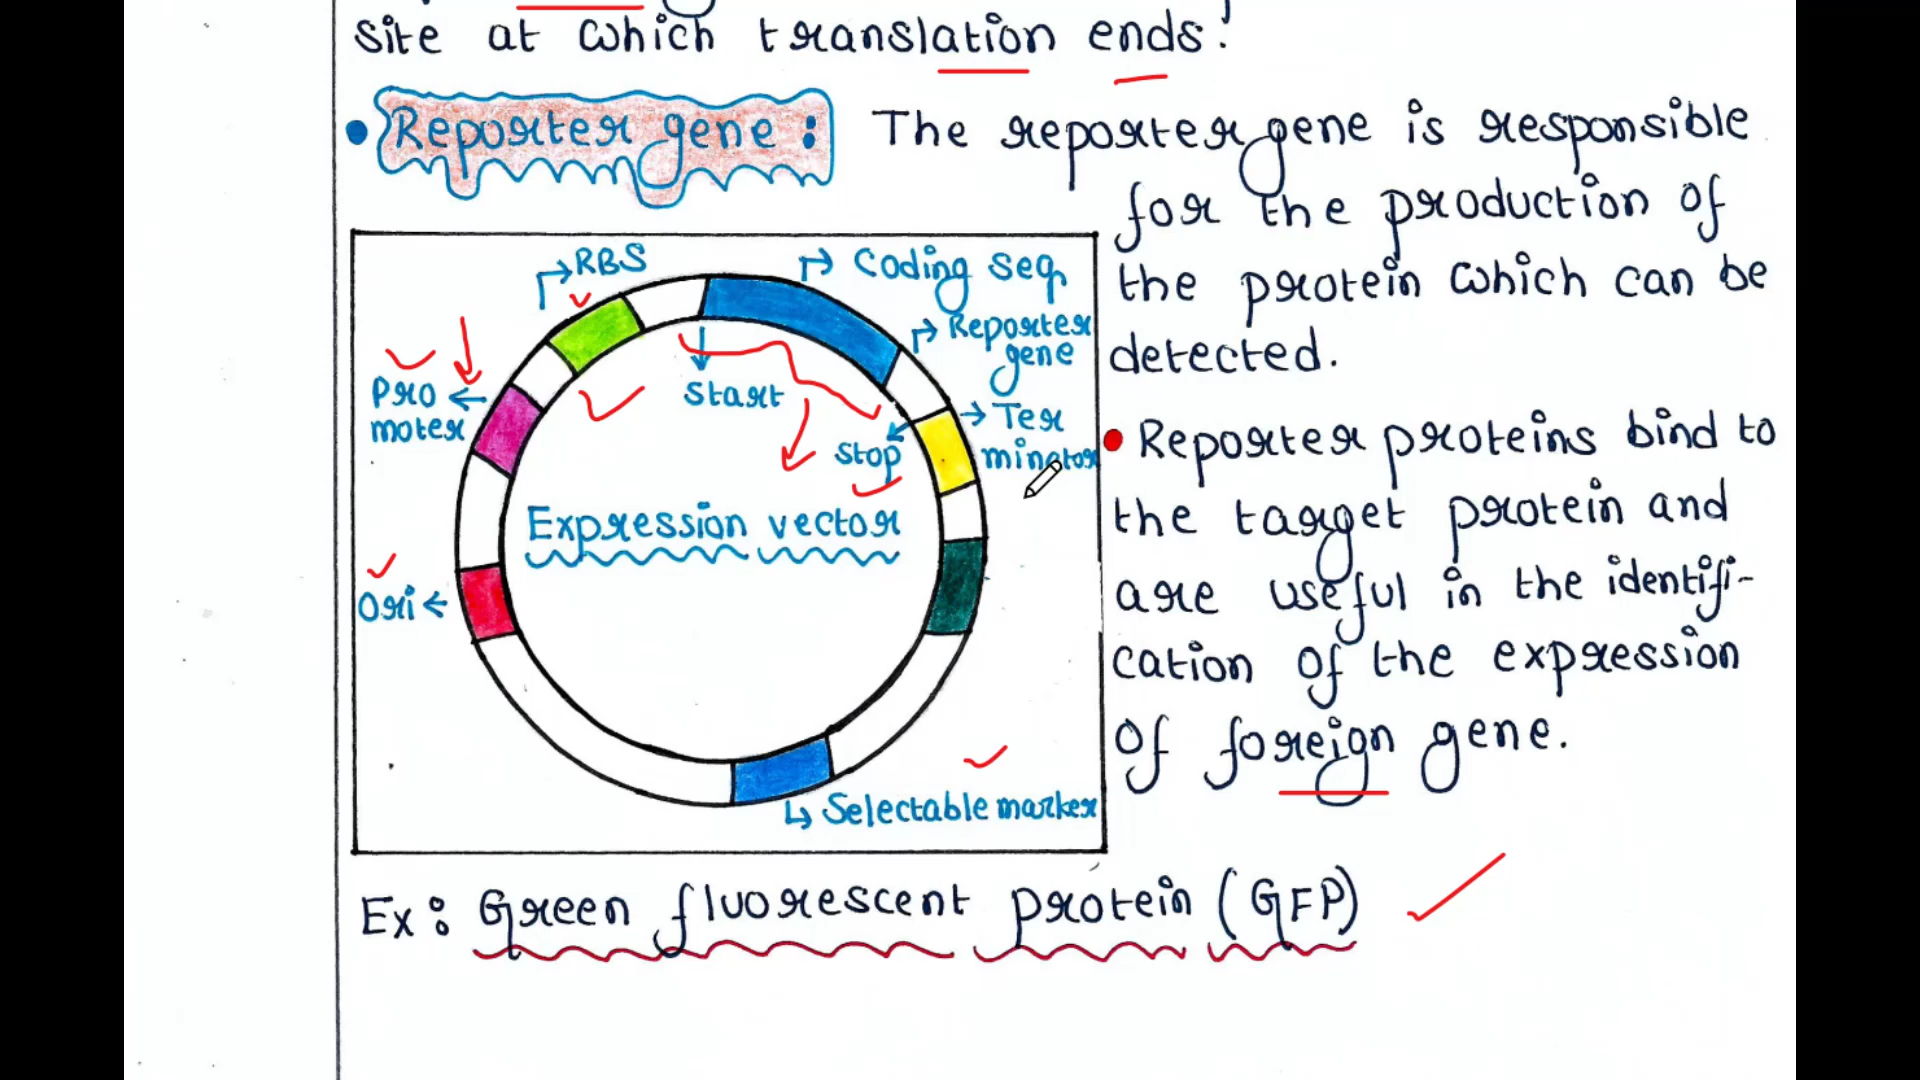 site at which translation ends.
• Reporter gene : The reporter gene is responsible
for the production of
the protein which can be
detected.
• Reporter proteins bind to
the target protein and
are useful in the identifi-
cation of the expression
of foreign gene.
RBS
Coding seq
Reporter
gene
Pro
moter
Start
Ter
minator
Stop
Expression vector
Ori
Selectable marker
Ex: Green fluorescent protein (GFP)